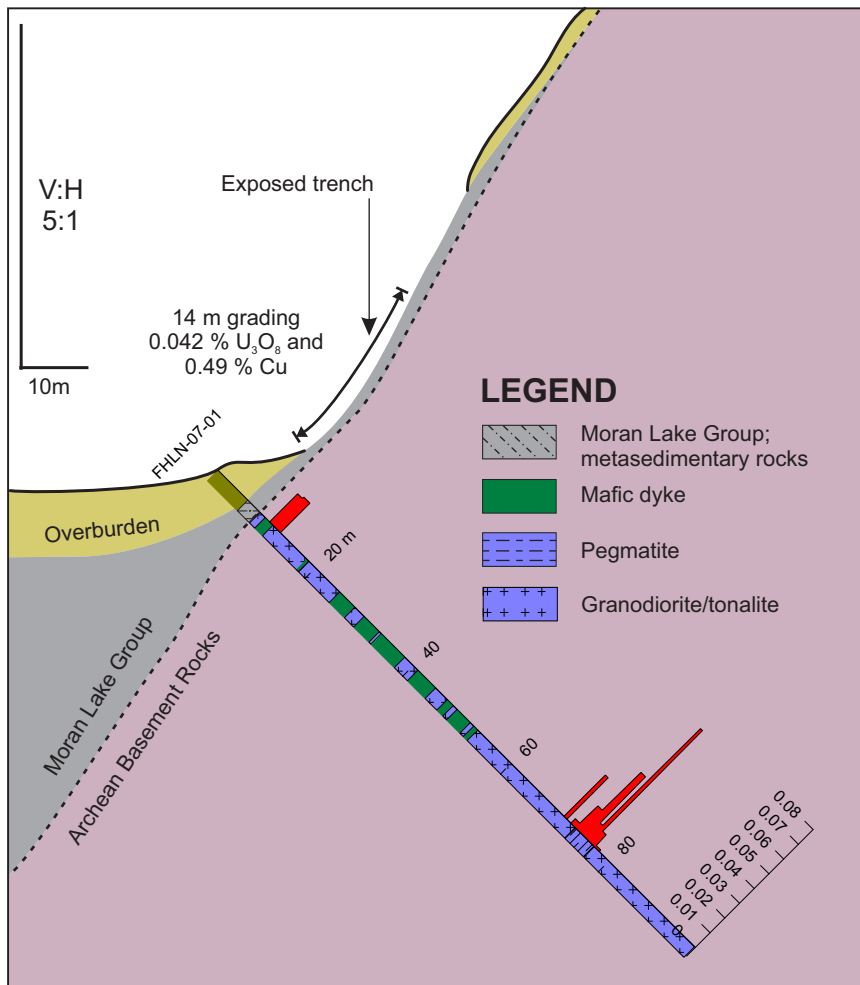 V:H
5:1
10m
Exposed trench
14 m grading
0.042 % U₃O₈ and
0.49 % Cu
FHLN-07-01
Overburden
Moran Lake Group
Archean Basement Rocks
20 m
40
60
80
LEGEND
Moran Lake Group;
metasedimentary rocks
Mafic dyke
Pegmatite
Granodiorite/tonalite
0.08
0.07
0.06
0.05
0.04
0.03
0.02
0.01
0